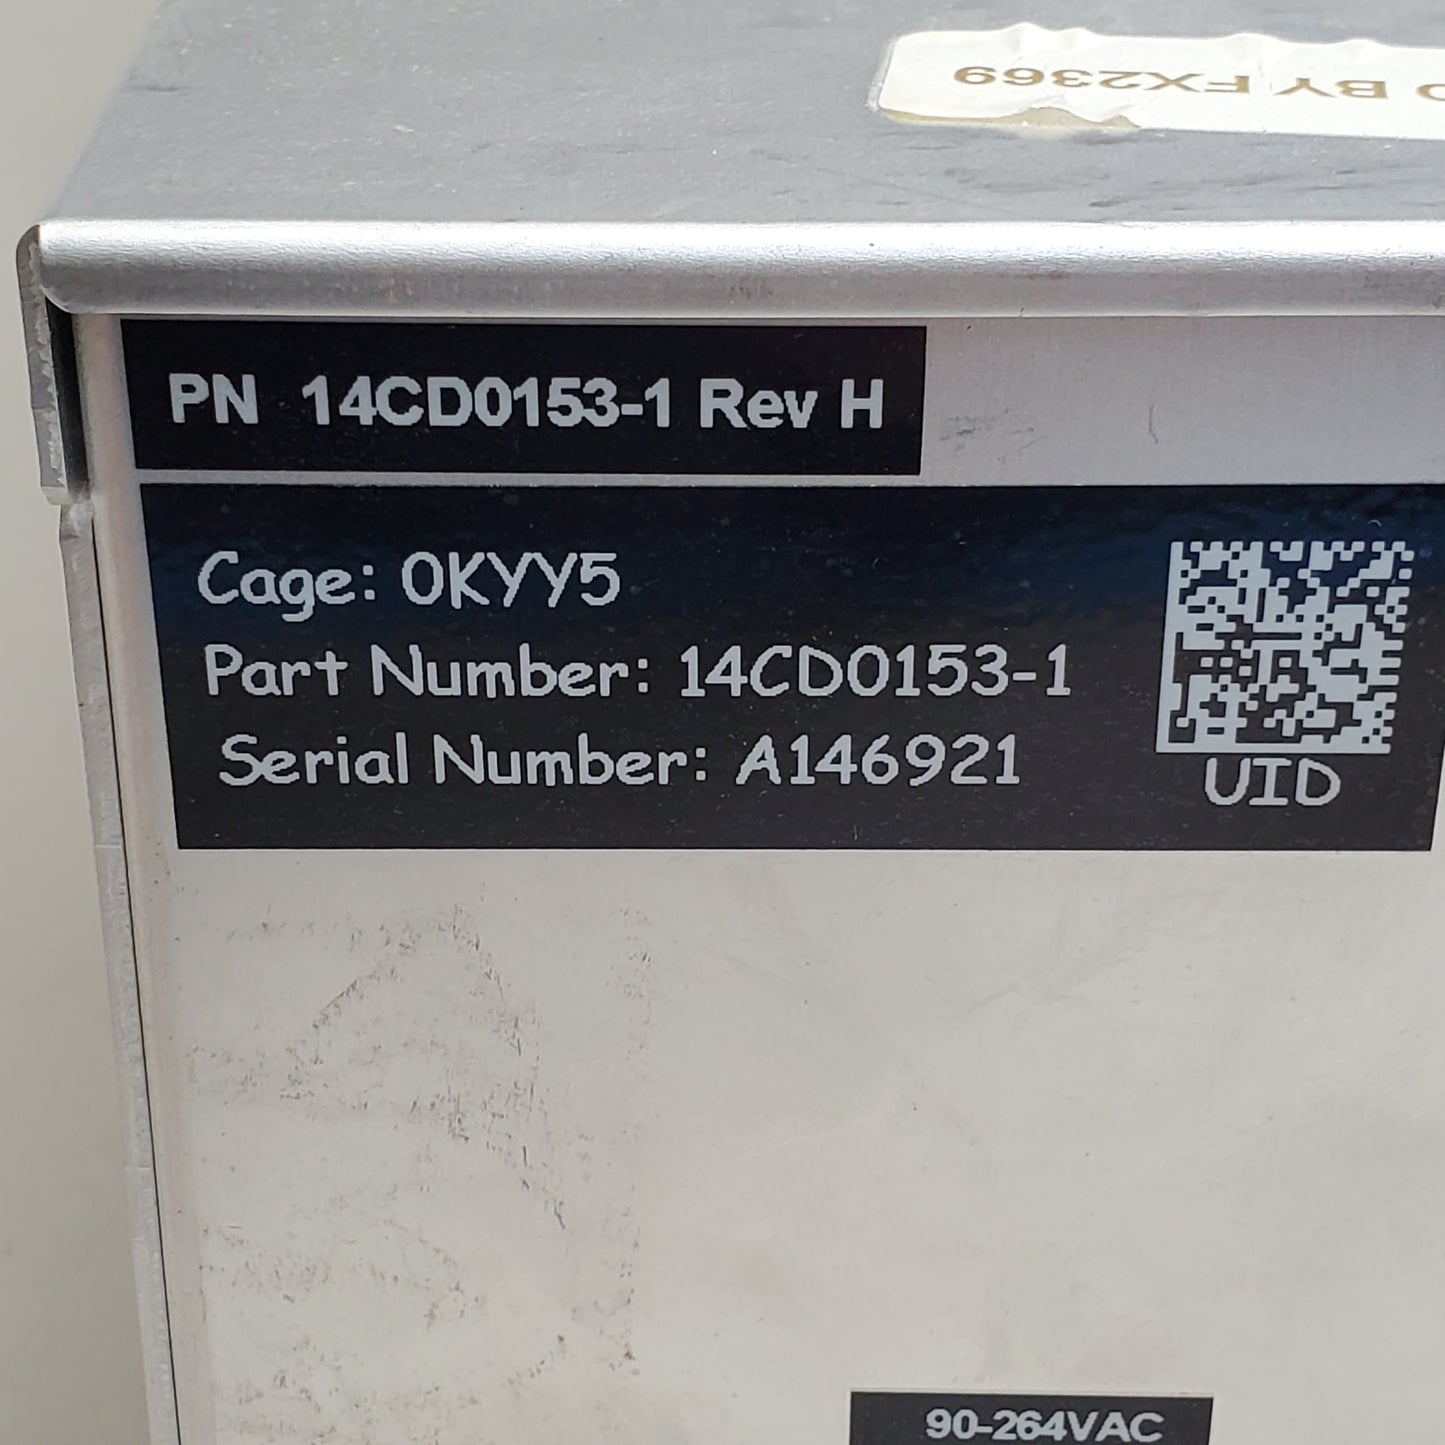 BY FX2369
PN 14CD0153-1 Rev H
Cage: 0KYY5
Part Number: 14CD0153-1
Serial Number: A146921
UID
90-264VAC